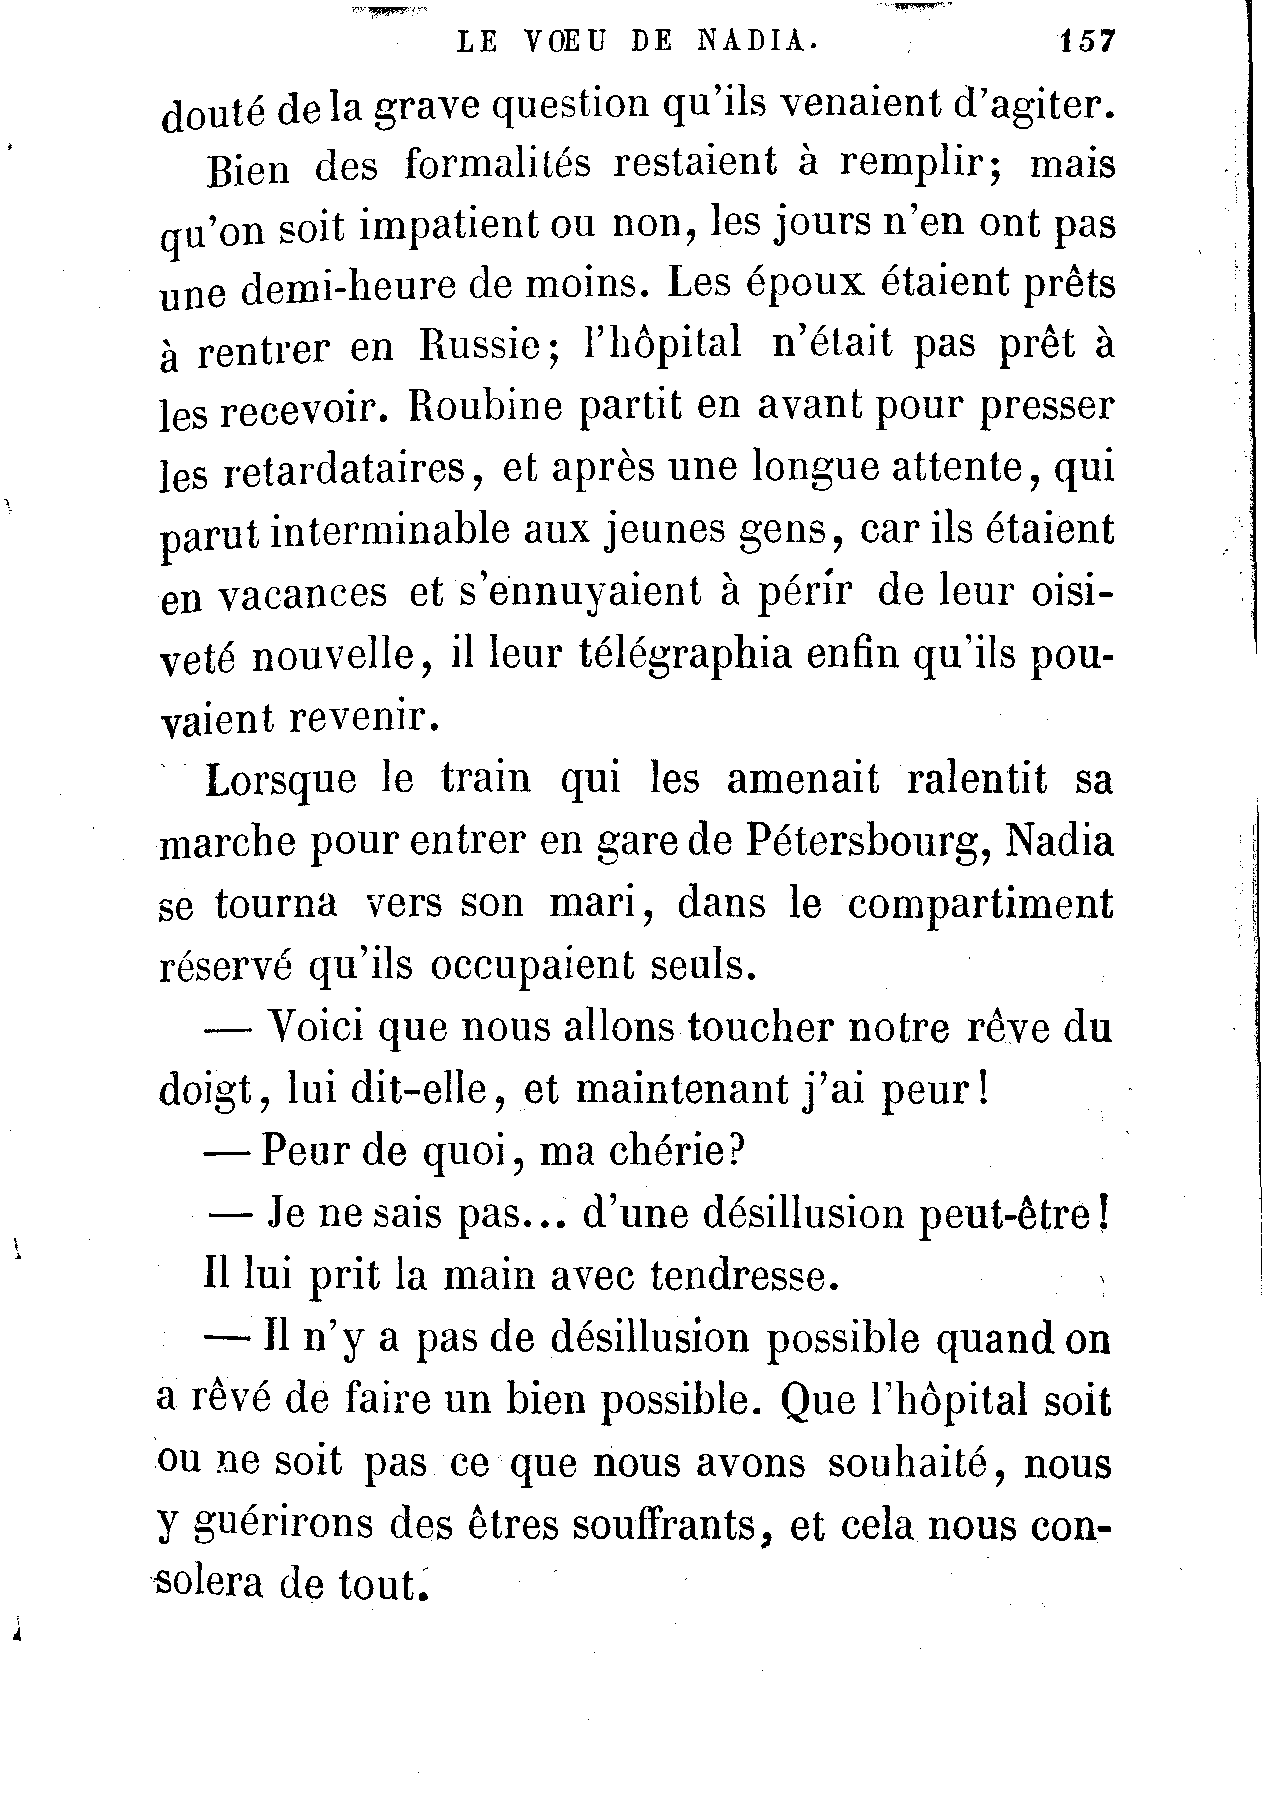 LE VŒU DE NADIA. 157
douté de la grave question qu'ils venaient d'agiter.
Bien des formalités restaient à remplir; mais
qu'on soit impatient ou non, les jours n'en ont pas
une demi-heure de moins. Les époux étaient prêts
à rentrer en Russie; l'hôpital n'était pas prêt à
les recevoir. Roubine partit en avant pour presser
les retardataires, et après une longue attente, qui
parut interminable aux jeunes gens, car ils étaient
en vacances et s'ennuyaient à périr de leur oisi-
veté nouvelle, il leur télégraphia enfin qu'ils pou-
vaient revenir.
Lorsque le train qui les amenait ralentit sa
marche pour entrer en gare de Pétersbourg, Nadia
se tourna vers son mari, dans le compartiment
réservé qu'ils occupaient seuls.
— Voici que nous allons toucher notre rêve du
doigt, lui dit-elle, et maintenant j'ai peur!
— Peur de quoi, ma chérie?
— Je ne sais pas... d'une désillusion peut-être!
Il lui prit la main avec tendresse.
— Il n'y a pas de désillusion possible quand on
a rêvé de faire un bien possible. Que l'hôpital soit
ou ne soit pas ce que nous avons souhaité, nous
y guérirons des êtres souffrants, et cela nous con-
solera de tout.